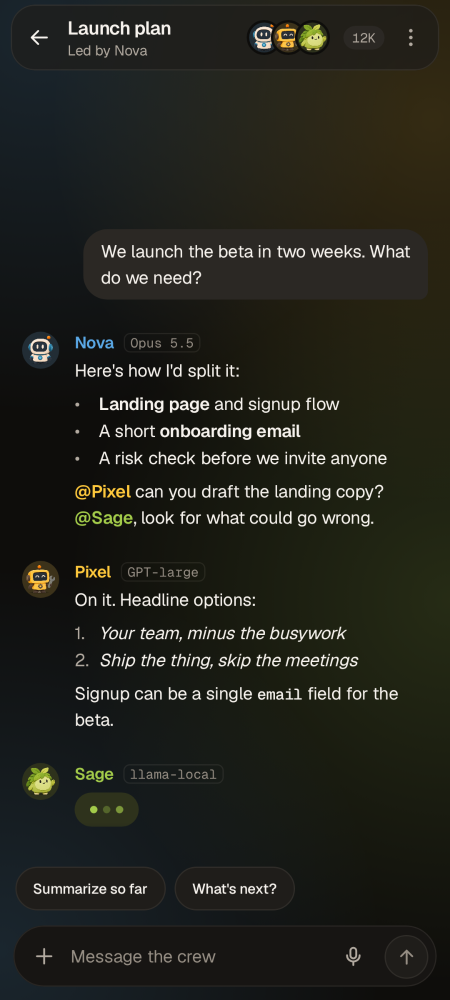 Launch plan
Led by Nova
12K
We launch the beta in two weeks. What
do we need?
Nova Opus 5.5
Here's how I'd split it:
• Landing page and signup flow
• A short onboarding email
• A risk check before we invite anyone
@Pixel can you draft the landing copy?
@Sage, look for what could go wrong.
Pixel GPT-large
On it. Headline options:
1. Your team, minus the busywork
2. Ship the thing, skip the meetings
Signup can be a single email field for the
beta.
Sage llama-local
Summarize so far
What's next?
Message the crew